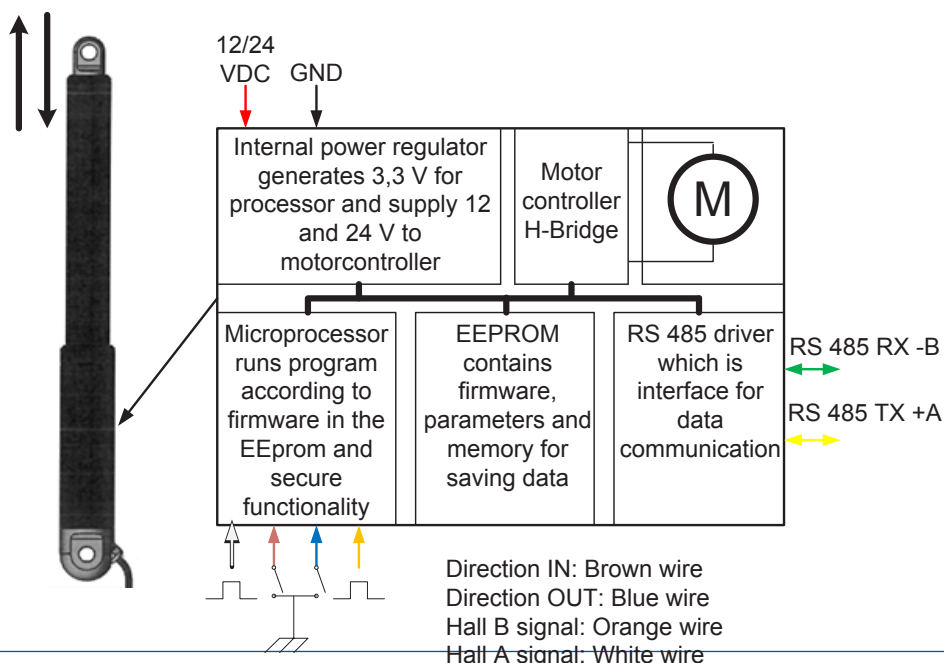 12/24
VDC
GND
Internal power regulator
generates 3,3 V for
processor and supply 12
and 24 V to
motorcontroller
Motor
controller
H-Bridge
M
Microprocessor
runs program
according to
firmware in the
EEprom and
secure
functionality
EEPROM
contains
firmware,
parameters and
memory for
saving data
RS 485 driver
which is
interface for
data
communication
RS 485 RX -B
RS 485 TX +A
Direction IN: Brown wire
Direction OUT: Blue wire
Hall B signal: Orange wire
Hall A signal: White wire